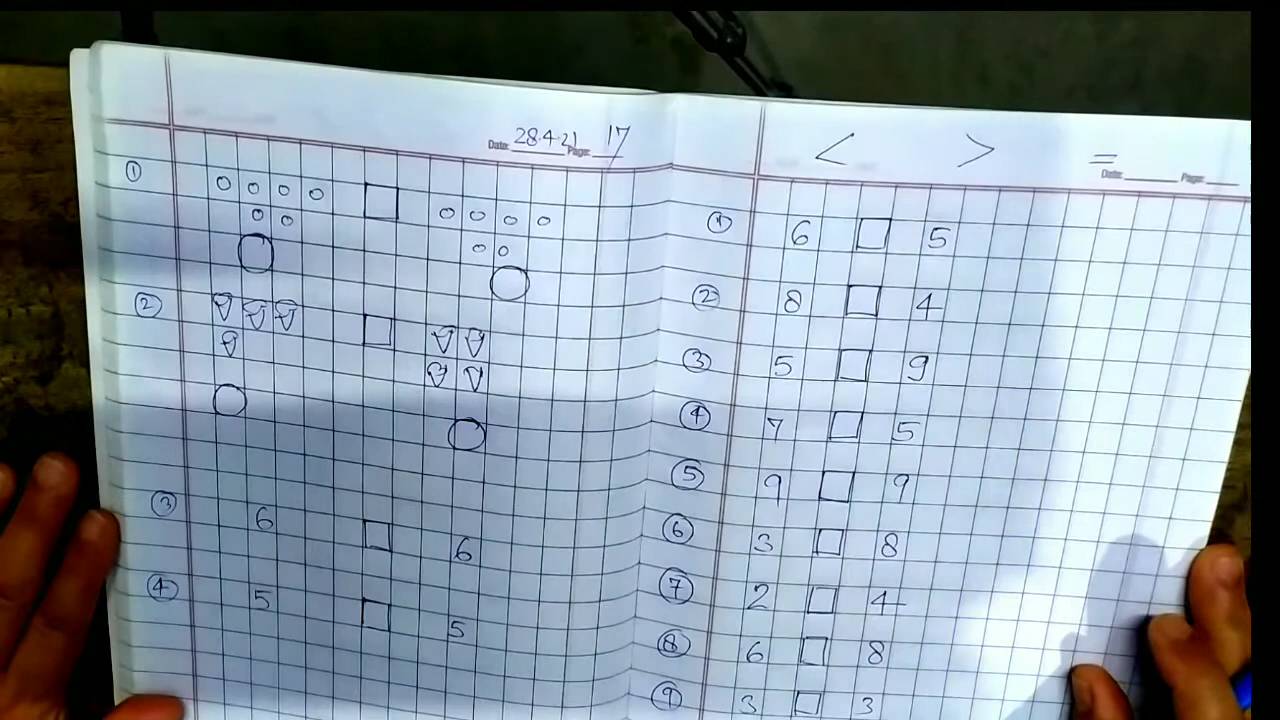 Date: 28.4.21 Page: 17
①
②
③ 6 □ 6
④ 5 □ 5
< > =
Date: Page:
① 6 □ 5
② 8 □ 4
③ 5 □ 9
④ 7 □ 5
⑤ 9 □ 9
⑥ 3 □ 8
⑦ 2 □ 4
⑧ 6 □ 8
⑨ 3 □ 3